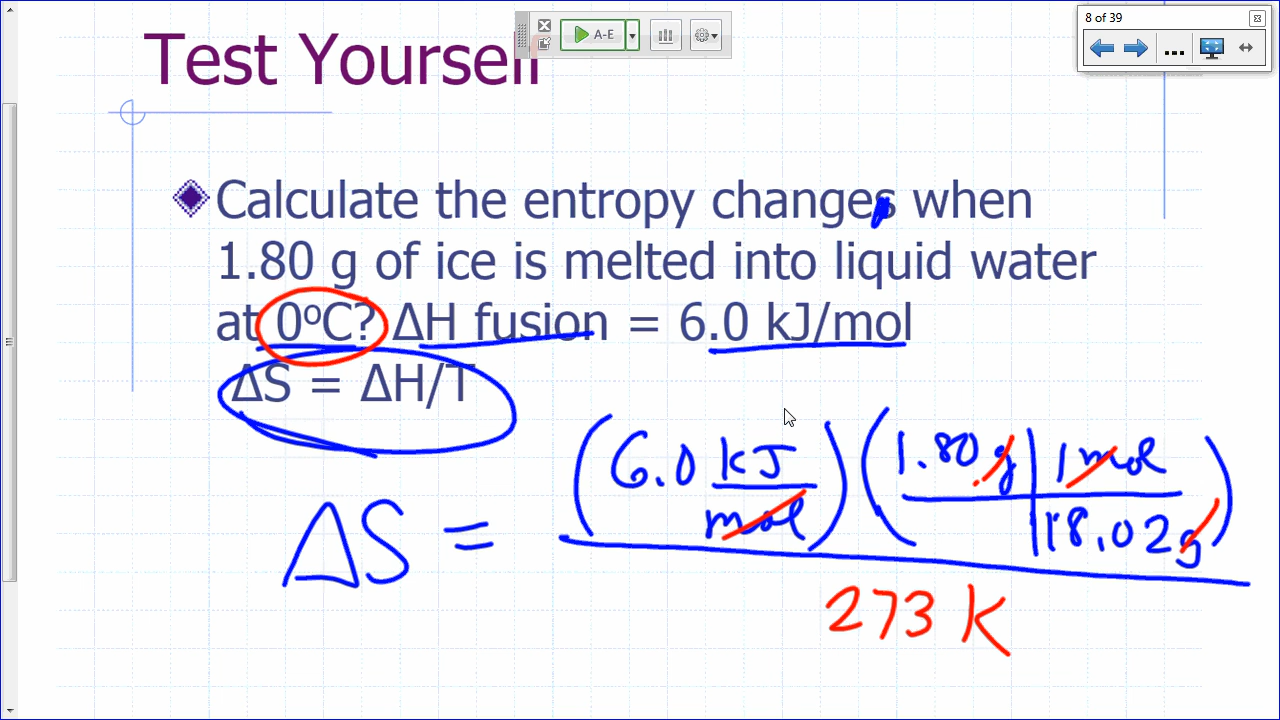 Test Yourself
A-E
8 of 39
Calculate the entropy changes when
1.80 g of ice is melted into liquid water
at 0°C? ΔH fusion = 6.0 kJ/mol
ΔS = ΔH/T
ΔS = (6.0 kJ/mol)(1.80 g | 1 mol / 18.02 g)
273 K